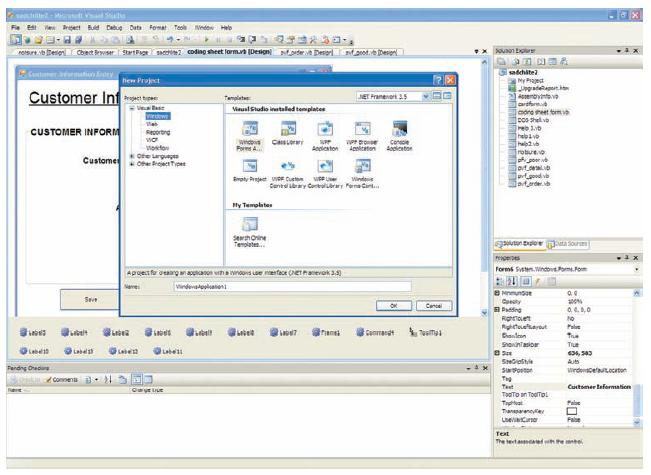 sadchlite2 - Microsoft Visual Studio
File Edit View Project Build Debug Data Format Tools Window Help
notsure.vb [Design] Object Browser Start Page sadchlite2 coding sheet form.vb [Design] pvf_order.vb [Design] pvf_good.vb [Design]
Customer Information Entry
Customer Inf
CUSTOMER INFORM
Custome
Save
New Project
Project types:
Templates:
.NET Framework 3.5
Visual Basic
Windows
Web
Reporting
WCF
Workflow
Other Languages
Other Project Types
Visual Studio installed templates
Windows Forms A...
Class Library
WPF Application
WPF Browser Application
Console Application
Empty Project
WPF Custom Control Library
WPF User Control Library
Windows Forms Cont...
My Templates
Search Online Templates...
A project for creating an application with a Windows user interface (.NET Framework 3.5)
Name:
WindowsApplication1
OK
Cancel
Label3 Label4 Label2 Label6 Label9 Label8 Label7 Frame1 Command4 ToolTip1
Label10 Label13 Label12 Label11
Pending Checkins
Check In Comments
Name
Change type
Solution Explorer
sadchlite2
My Project
_UpgradeReport.htm
AssemblyInfo.vb
cardform.vb
coding sheet form.vb
DOS Shell.vb
Help 3.vb
help1.vb
help2.vb
notsure.vb
pfv_poor.vb
pvf_detail.vb
pvf_good.vb
pvf_order.vb
Solution Explorer Data Sources
Properties
Form6 System.Windows.Forms.Form
MinimumSize 0, 0
Opacity 100%
Padding 0, 0, 0, 0
RightToLeft No
RightToLeftLayout False
ShowIcon True
ShowInTaskbar True
Size 636, 503
SizeGripStyle Auto
StartPosition WindowsDefaultLocation
Tag
Text Customer Information
ToolTip on ToolTip1
TopMost False
TransparencyKey
UseWaitCursor False
Text
The text associated with the control.